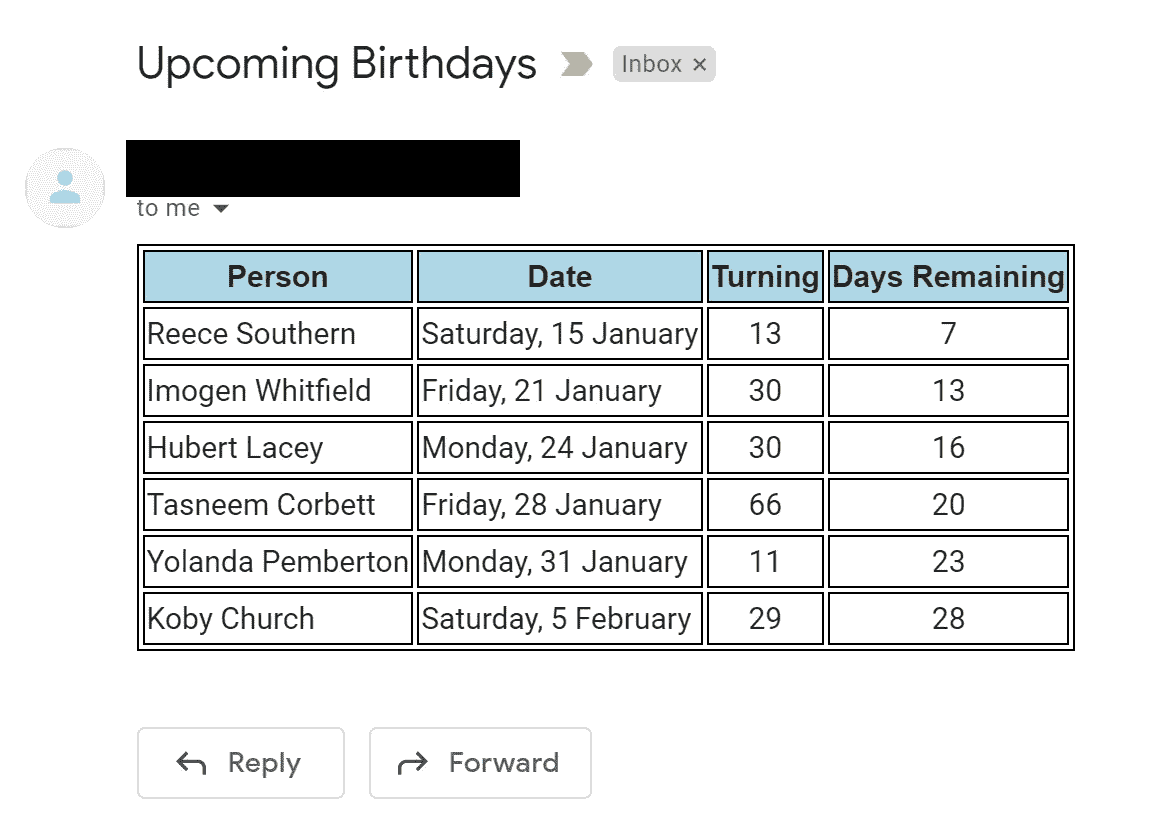 Upcoming Birthdays Inbox ×
to me
Person Date Turning Days Remaining
Reece Southern Saturday, 15 January 13 7
Imogen Whitfield Friday, 21 January 30 13
Hubert Lacey Monday, 24 January 30 16
Tasneem Corbett Friday, 28 January 66 20
Yolanda Pemberton Monday, 31 January 11 23
Koby Church Saturday, 5 February 29 28
Reply Forward